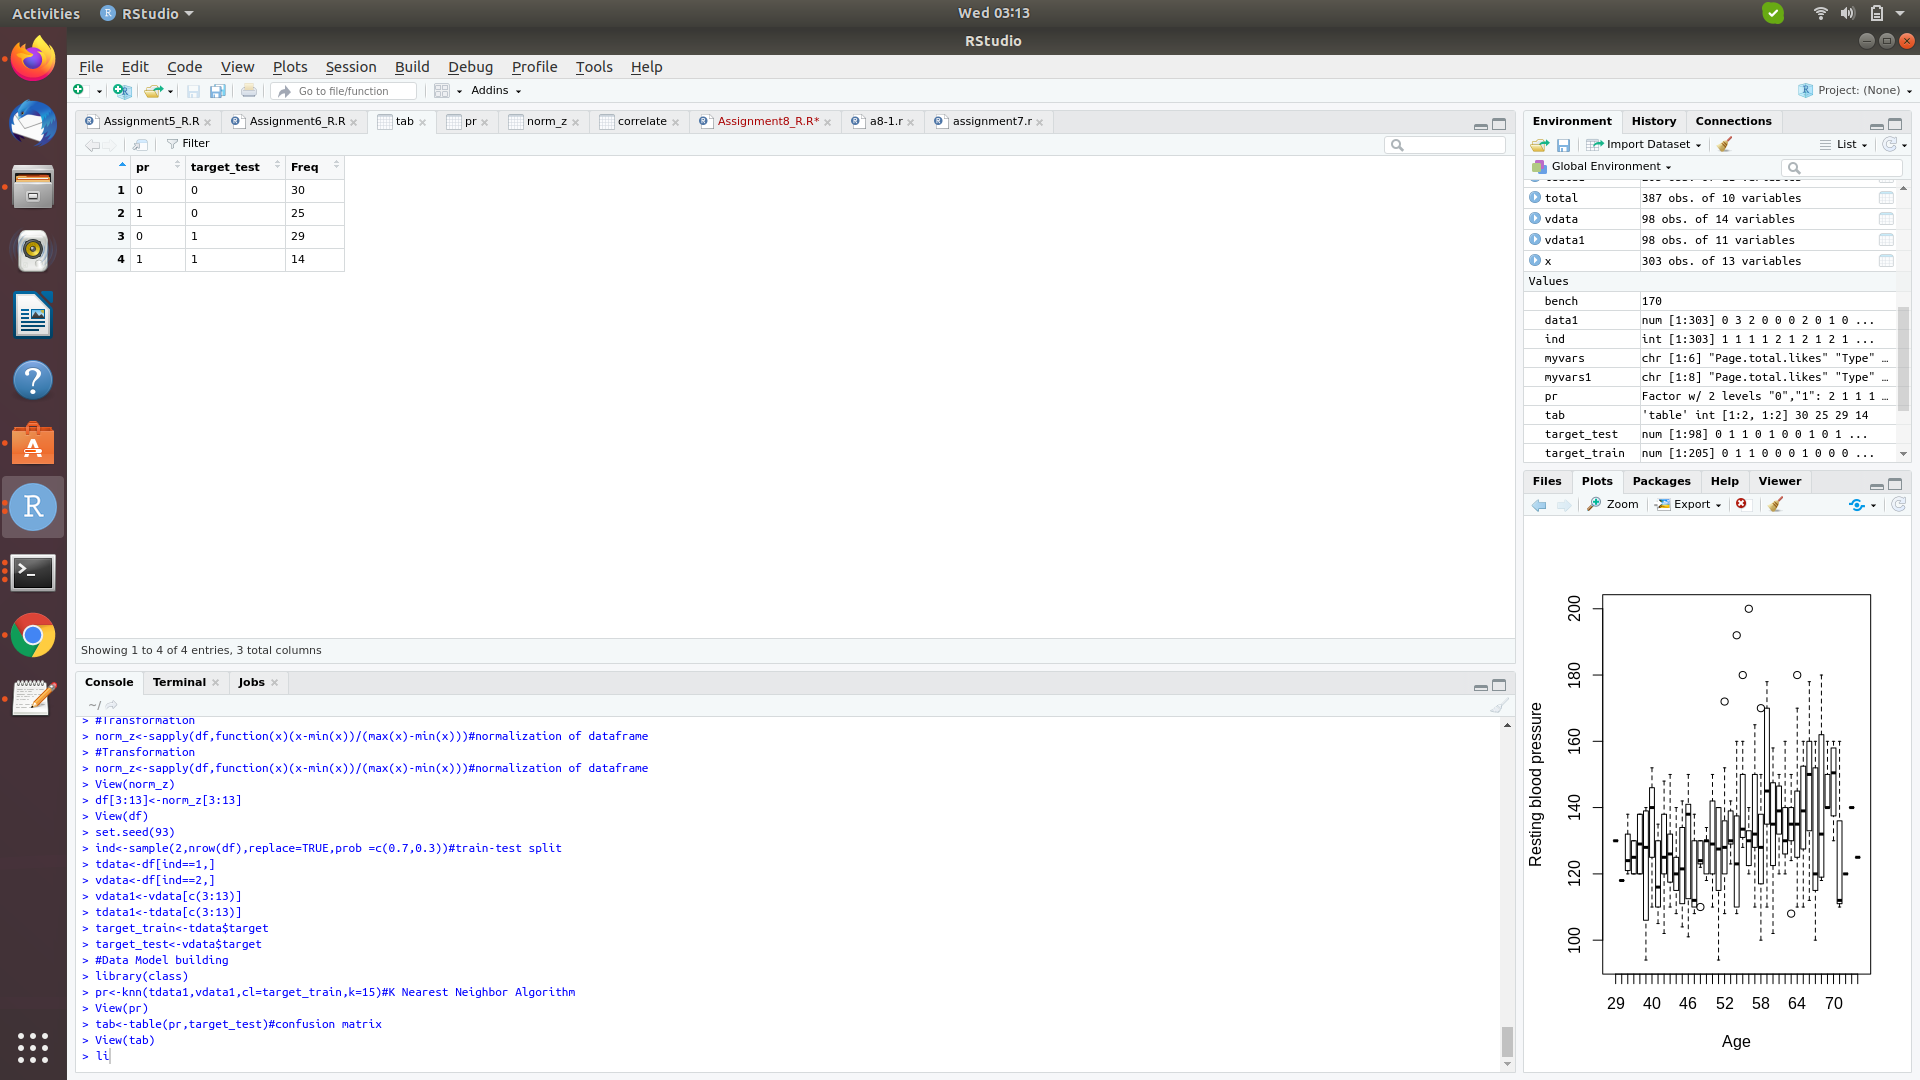 Activities RStudio Wed 03:13
RStudio
File Edit Code View Plots Session Build Debug Profile Tools Help
Go to file/function Addins Project: (None)
Assignment5_R.R Assignment6_R.R tab pr norm_z correlate Assignment8_R.R* a8-1.r assignment7.r
Filter
pr target_test Freq
1 0 0 30
2 1 0 25
3 0 1 29
4 1 1 14
Showing 1 to 4 of 4 entries, 3 total columns
Console Terminal Jobs
~/
> #Transformation
> norm_z<-sapply(df,function(x)(x-min(x))/(max(x)-min(x)))#normalization of dataframe
> #Transformation
> norm_z<-sapply(df,function(x)(x-min(x))/(max(x)-min(x)))#normalization of dataframe
> View(norm_z)
> df[3:13]<-norm_z[3:13]
> View(df)
> set.seed(93)
> ind<-sample(2,nrow(df),replace=TRUE,prob =c(0.7,0.3))#train-test split
> tdata<-df[ind==1,]
> vdata<-df[ind==2,]
> vdata1<-vdata[c(3:13)]
> tdata1<-tdata[c(3:13)]
> target_train<-tdata$target
> target_test<-vdata$target
> #Data Model building
> library(class)
> pr<-knn(tdata1,vdata1,cl=target_train,k=15)#K Nearest Neighbor Algorithm
> View(pr)
> tab<-table(pr,target_test)#confusion matrix
> View(tab)
> li
Environment History Connections
Import Dataset List
Global Environment
total 387 obs. of 10 variables
vdata 98 obs. of 14 variables
vdata1 98 obs. of 11 variables
x 303 obs. of 13 variables
Values
bench 170
data1 num [1:303] 0 3 2 0 0 0 2 0 1 0 ...
ind int [1:303] 1 1 1 1 2 1 2 1 2 1 ...
myvars chr [1:6] "Page.total.likes" "Type" …
myvars1 chr [1:8] "Page.total.likes" "Type" …
pr Factor w/ 2 levels "0","1": 2 1 1 1 …
tab 'table' int [1:2, 1:2] 30 25 29 14
target_test num [1:98] 0 1 1 0 1 0 0 1 0 1 ...
target_train num [1:205] 0 1 1 0 0 0 1 0 0 0 ...
Files Plots Packages Help Viewer
Zoom Export
Resting blood pressure
200
180
160
140
120
100
29 40 46 52 58 64 70
Age